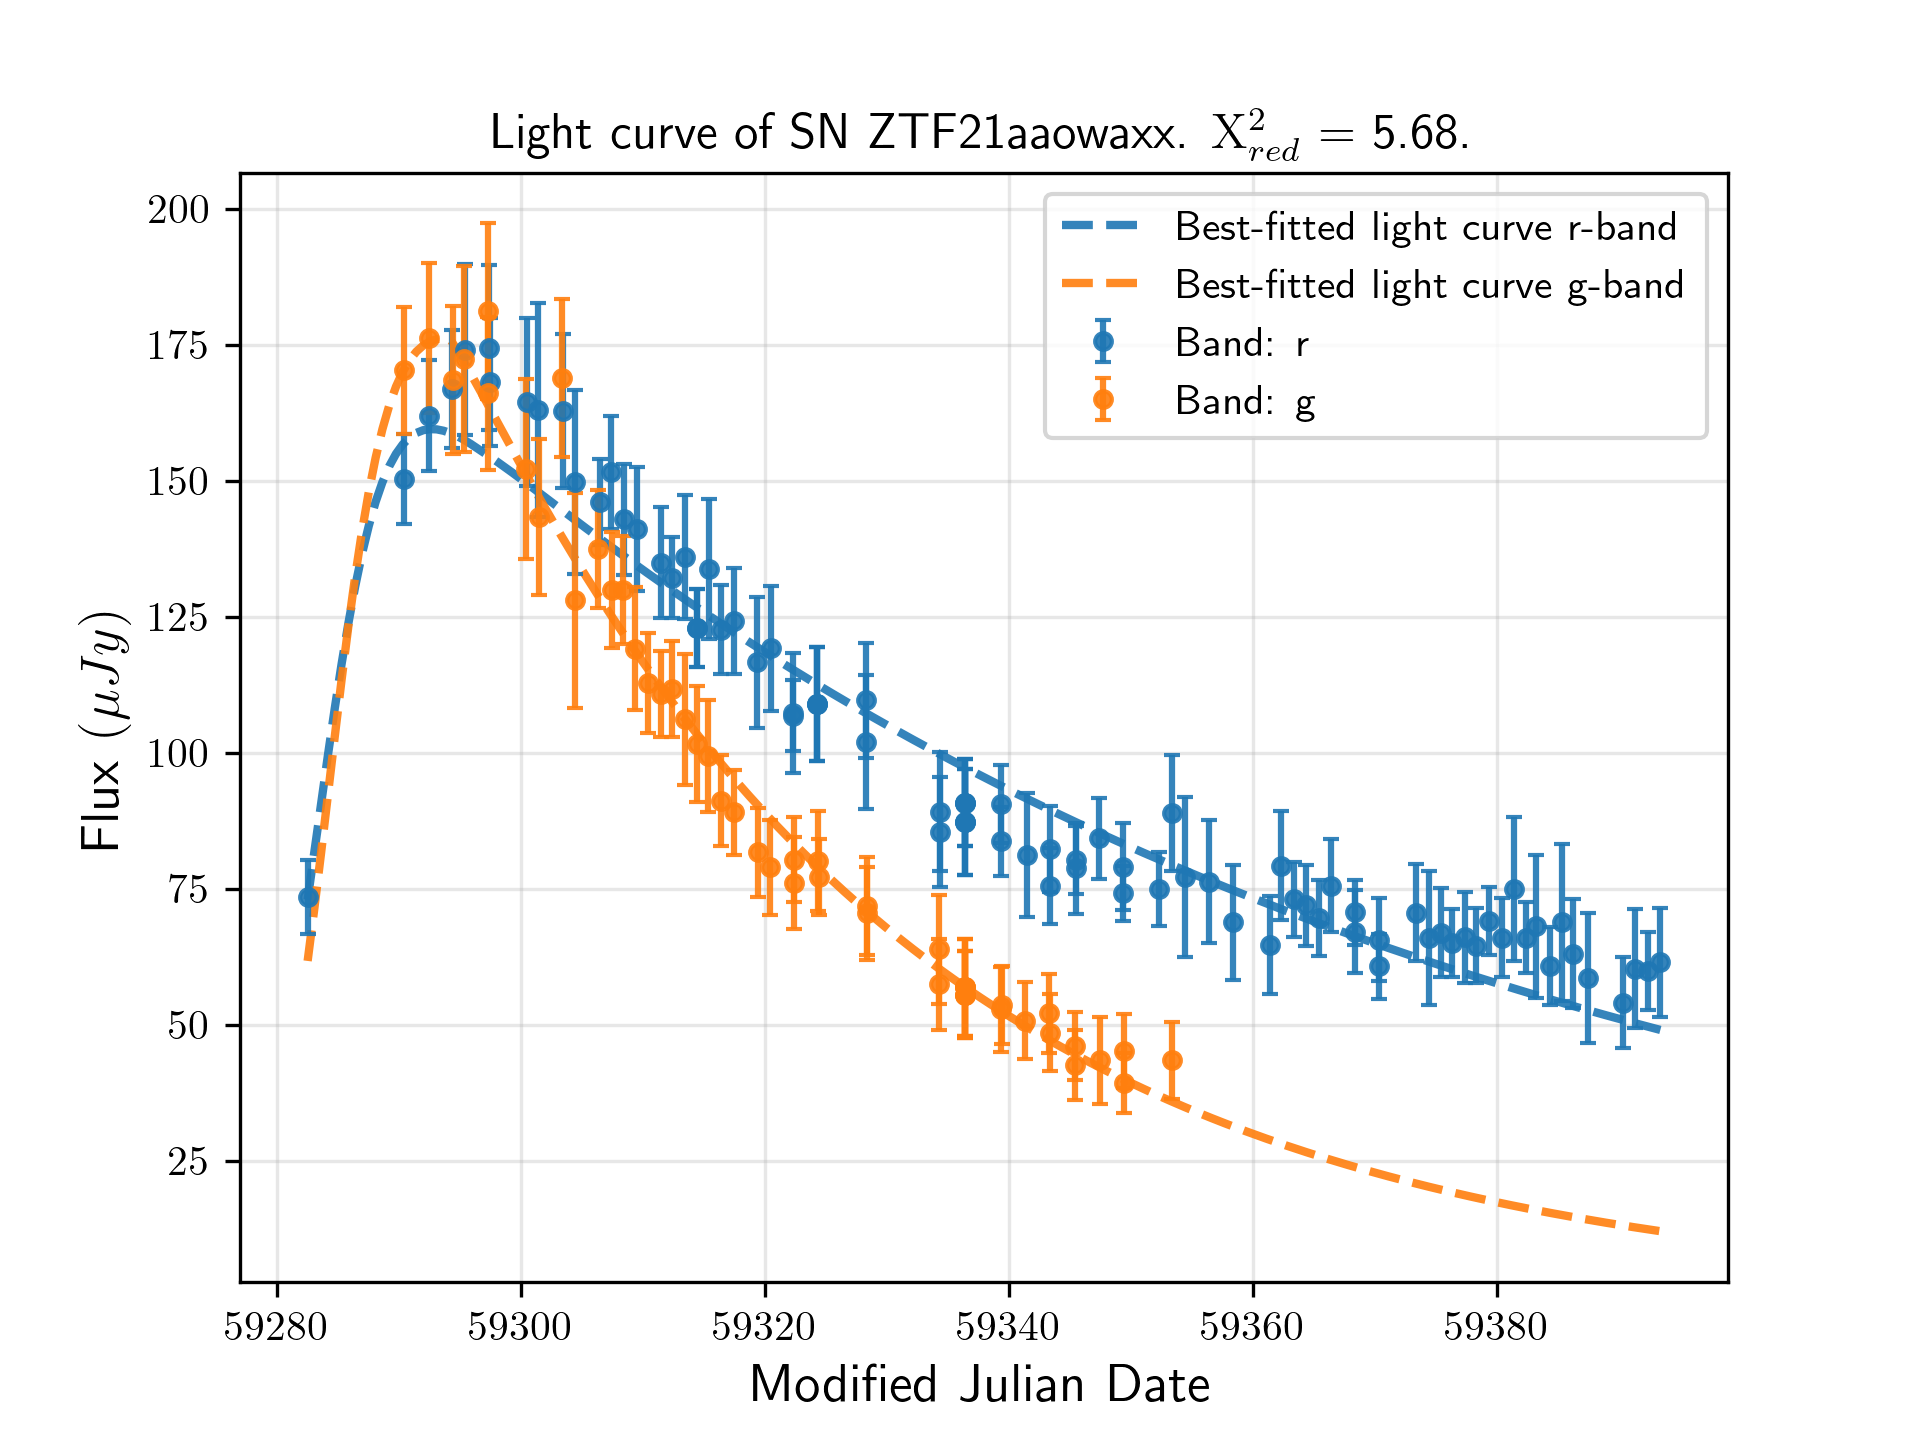 Light curve of SN ZTF21aaowaxx. X²_red = 5.68.
Best-fitted light curve r-band
Best-fitted light curve g-band
Band: r
Band: g
200
175
150
125
100
75
50
25
Flux (μJy)
59280 59300 59320 59340 59360 59380
Modified Julian Date